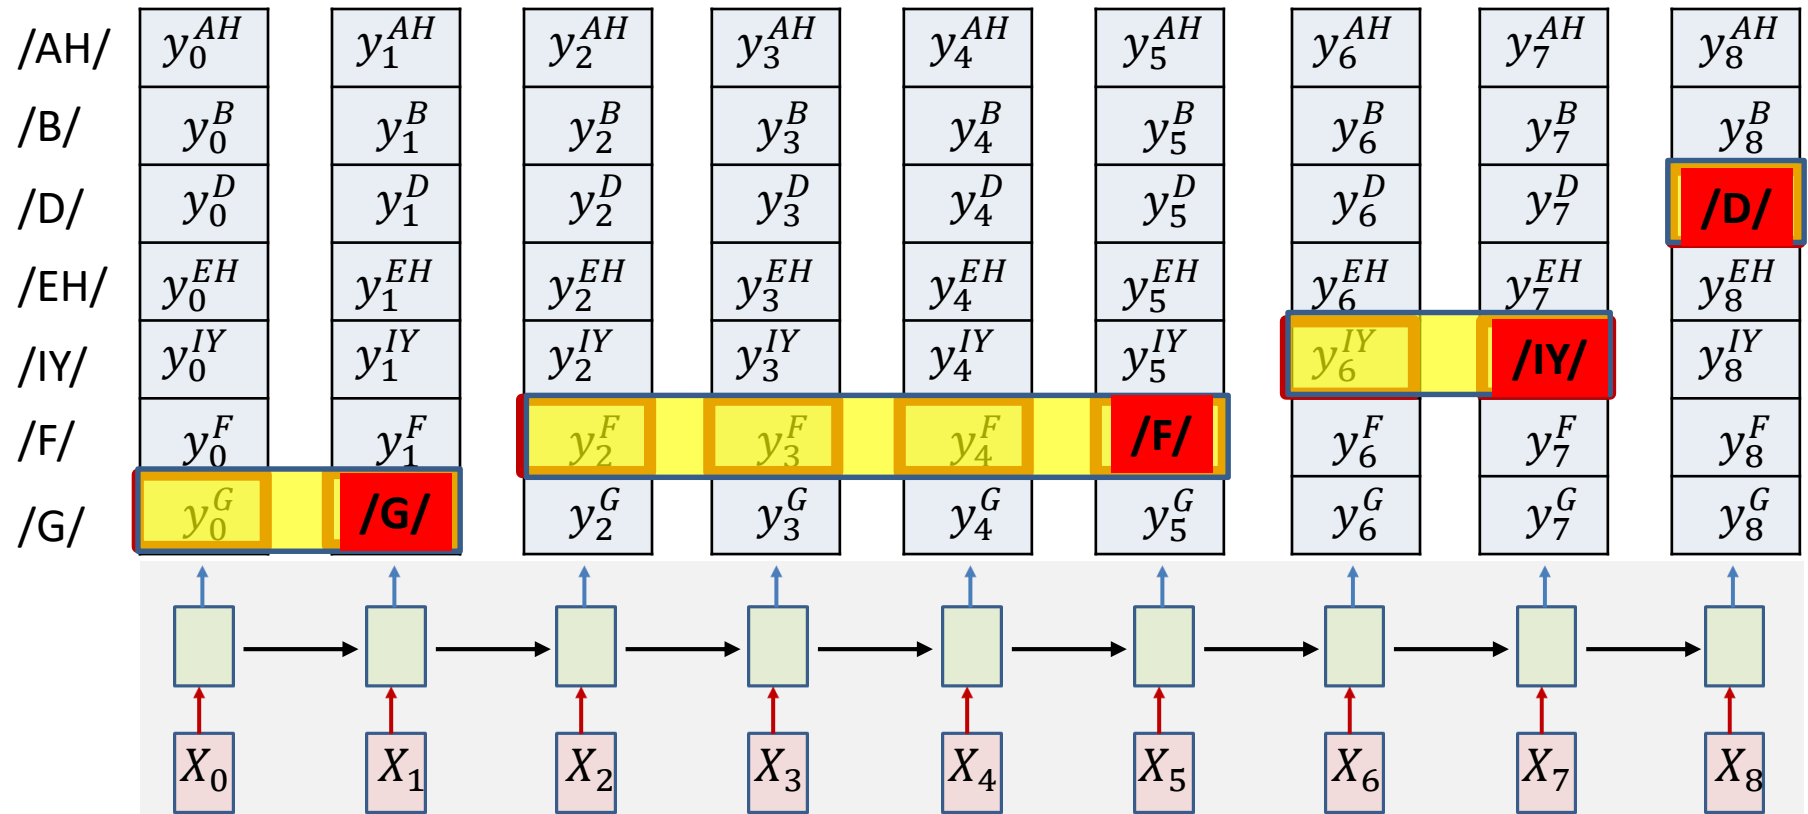 /AH/ y_0^{AH} y_1^{AH} y_2^{AH} y_3^{AH} y_4^{AH} y_5^{AH} y_6^{AH} y_7^{AH} y_8^{AH}
/B/ y_0^B y_1^B y_2^B y_3^B y_4^B y_5^B y_6^B y_7^B y_8^B
/D/ y_0^D y_1^D y_2^D y_3^D y_4^D y_5^D y_6^D y_7^D /D/
/EH/ y_0^{EH} y_1^{EH} y_2^{EH} y_3^{EH} y_4^{EH} y_5^{EH} y_6^{EH} y_7^{EH} y_8^{EH}
/IY/ y_0^{IY} y_1^{IY} y_2^{IY} y_3^{IY} y_4^{IY} y_5^{IY} y_6^{IY} /IY/ y_8^{IY}
/F/ y_0^F y_1^F y_2^F y_3^F y_4^F /F/ y_6^F y_7^F y_8^F
/G/ y_0^G /G/ y_2^G y_3^G y_4^G y_5^G y_6^G y_7^G y_8^G
X_0 X_1 X_2 X_3 X_4 X_5 X_6 X_7 X_8